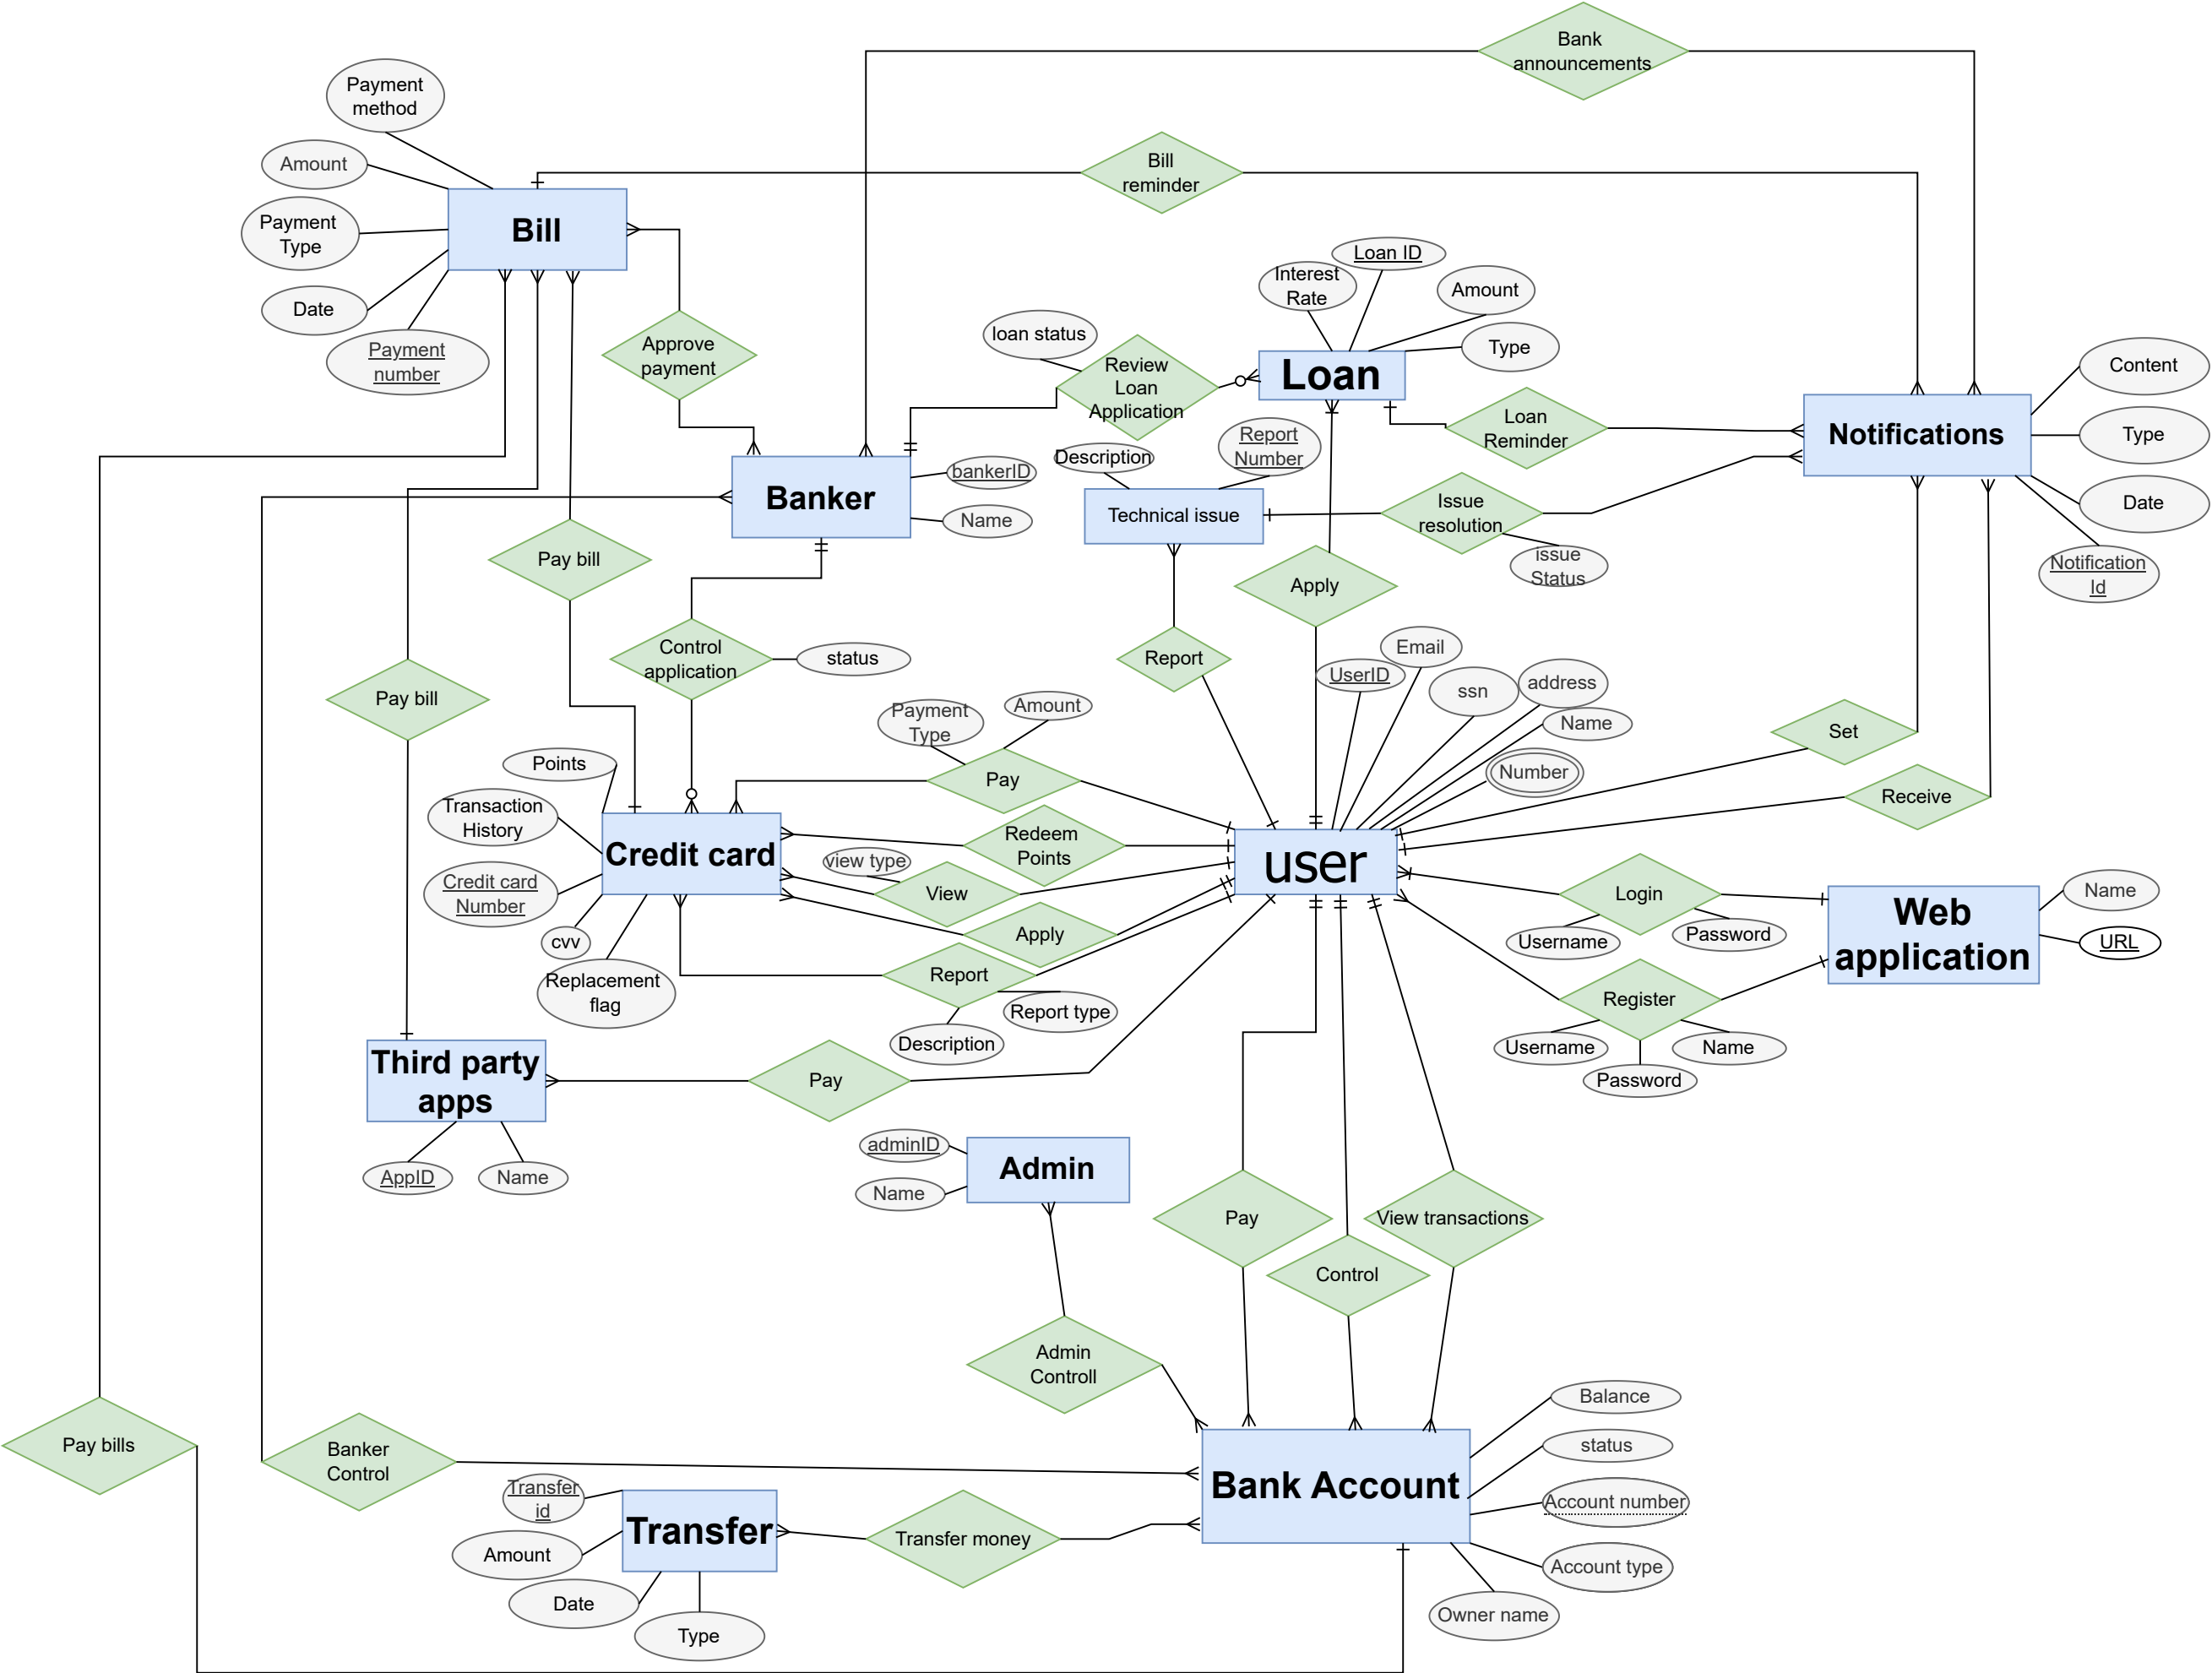 Bank
announcements
Payment
method
Amount
Bill
reminder
Payment
Type
Bill
Loan ID
Interest
Rate
Amount
Date
loan status
Type
Payment
number
Approve
payment
Review
Loan
Application
Loan
Content
Loan
Reminder
Notifications
Type
Report
Number
Description
bankerID
Banker
Name
Technical issue
Issue
resolution
Date
issue
Status
Notification
Id
Pay bill
Apply
Control
application
status
Report
Email
UserID
ssn
address
Name
Pay bill
Payment
Type
Amount
Set
Points
Pay
Number
Receive
Transaction
History
Credit card
Redeem
Points
view type
user
Credit card
Number
View
Login
Name
cvv
Apply
Username
Password
Web
application
URL
Replacement
flag
Report
Report type
Description
Register
Username
Name
Password
Third party
apps
Pay
AppID
Name
adminID
Name
Admin
Pay
View transactions
Control
Admin
Controll
Balance
Pay bills
Banker
Control
status
Transfer
id
Bank Account
Account number
Amount
Transfer
Transfer money
Account type
Date
Owner name
Type